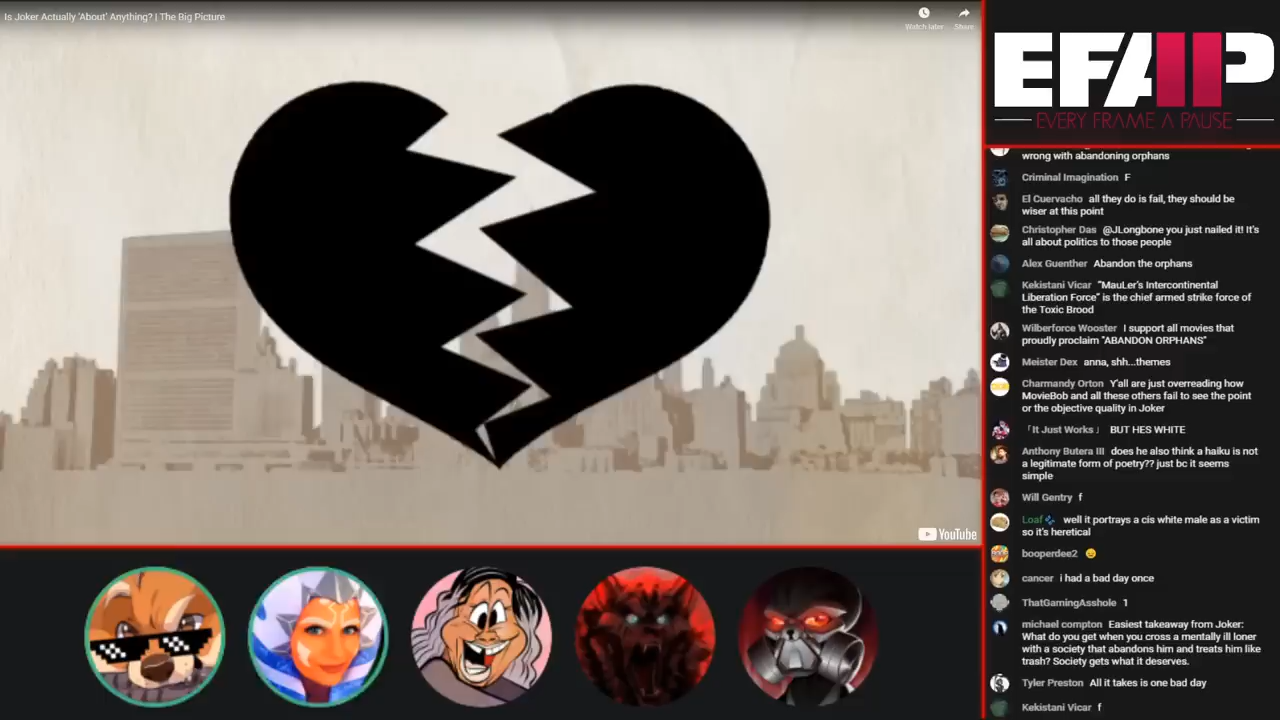 Is Joker Actually 'About' Anything? | The Big Picture
Watch later
Share
YouTube
EFAP
EVERY FRAME A PAUSE
wrong with abandoning orphans
Criminal Imagination F
El Cuervacho all they do is fail, they should be
wiser at this point
Christopher Das @JLongbone you just nailed it! It's
all about politics to those people
Alex Guenther Abandon the orphans
Kekistani Vicar "MauLer's Intercontinental
Liberation Force" is the chief armed strike force of
the Toxic Brood
Wilberforce Wooster I support all movies that
proudly proclaim "ABANDON ORPHANS"
Meister Dex anna, shh...themes
Charmandy Orton Y'all are just overreading how
MovieBob and all these others fail to see the point
or the objective quality in Joker
「It Just Works」 BUT HES WHITE
Anthony Butera III does he also think a haiku is not
a legitimate form of poetry?? just bc it seems
simple
Will Gentry f
Loaf well it portrays a cis white male as a victim
so it's heretical
booperdee2
cancer i had a bad day once
ThatGamingAsshole 1
michael compton Easiest takeaway from Joker:
What do you get when you cross a mentally ill loner
with a society that abandons him and treats him like
trash? Society gets what it deserves.
Tyler Preston All it takes is one bad day
Kekistani Vicar f